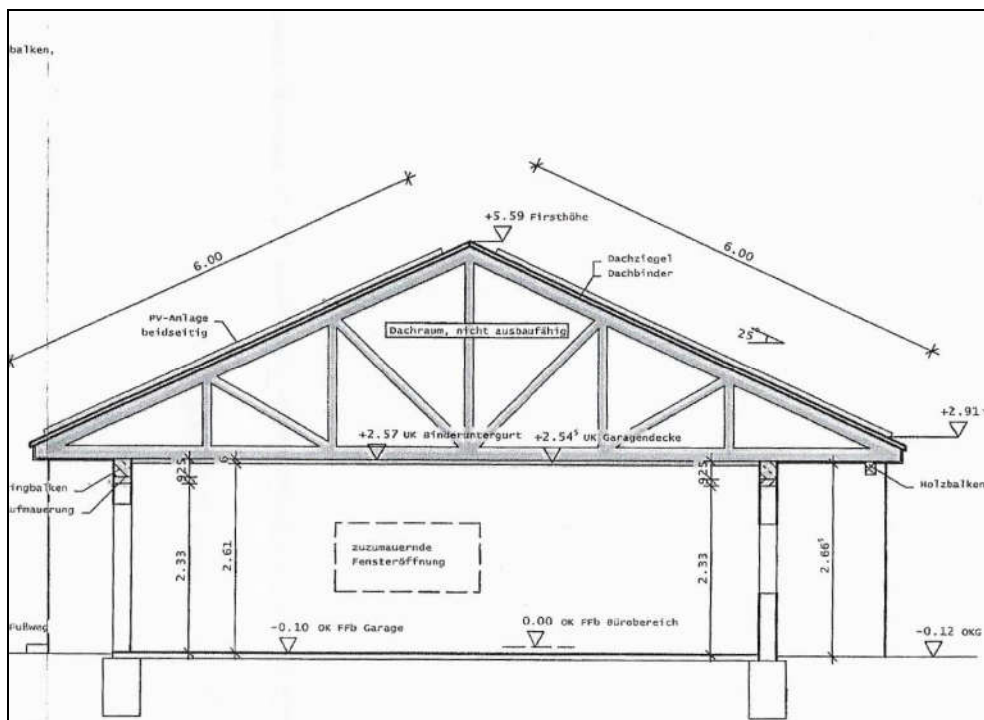 balken,
+5.59 Firsthöhe
6.00
6.00
Dachziegel
Dachbinder
PV-Anlage
beidseitig
Dachraum, nicht ausbaufähig
25°
+2.91
+2.57 UK Binderuntergurt
+2.54⁵ UK Garagendecke
ingbalken
ufmauerung
925
6
925
Holzbalken
2.33
2.61
zuzumauernde
Fensteröffnung
2.33
2.66⁵
Fußweg
-0.10 OK FFb Garage
0.00 OK FFb Bürobereich
-0.12 OKG